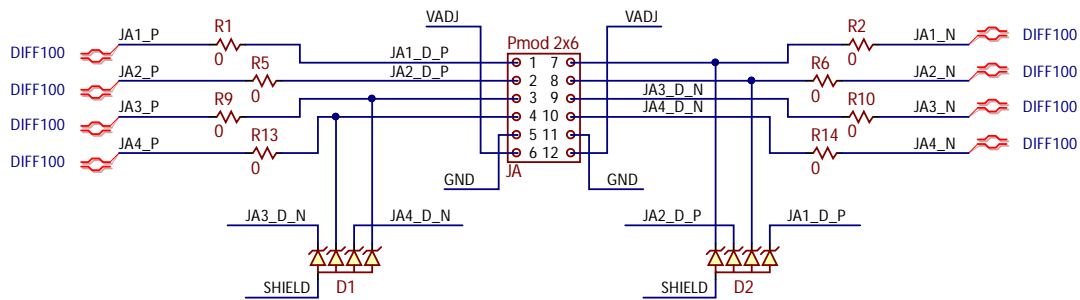 VADJ VADJ
JA1_P R1 R2 JA1_N
DIFF100 0 Pmod 2x6 0 DIFF100
JA1_D_P 1 7
JA2_P R5 JA2_D_P 2 8 R6 JA2_N
DIFF100 0 0 DIFF100
JA3_P R9 3 9 JA3_D_N R10 JA3_N
DIFF100 0 4 10 JA4_D_N 0 DIFF100
JA4_P R13 5 11 R14 JA4_N
DIFF100 0 6 12 0 DIFF100
JA
GND GND
JA3_D_N JA4_D_N JA2_D_P JA1_D_P
SHIELD D1 SHIELD D2